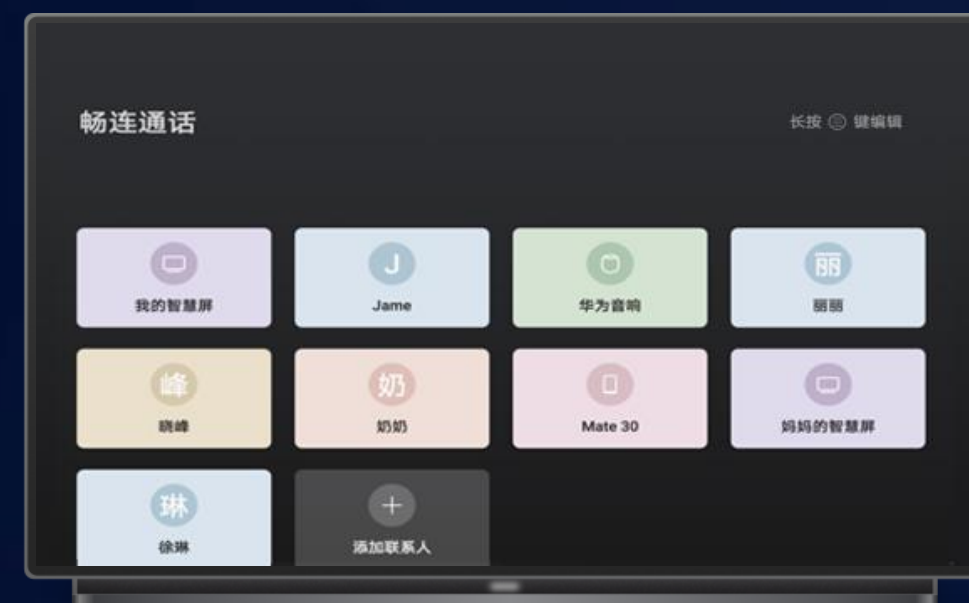 畅连通话
长按 键编辑
J
丽
我的智慧屏
Jame
华为音响
丽丽
峰
奶
晓峰
奶奶
Mate 30
妈妈的智慧屏
琳
徐琳
添加联系人